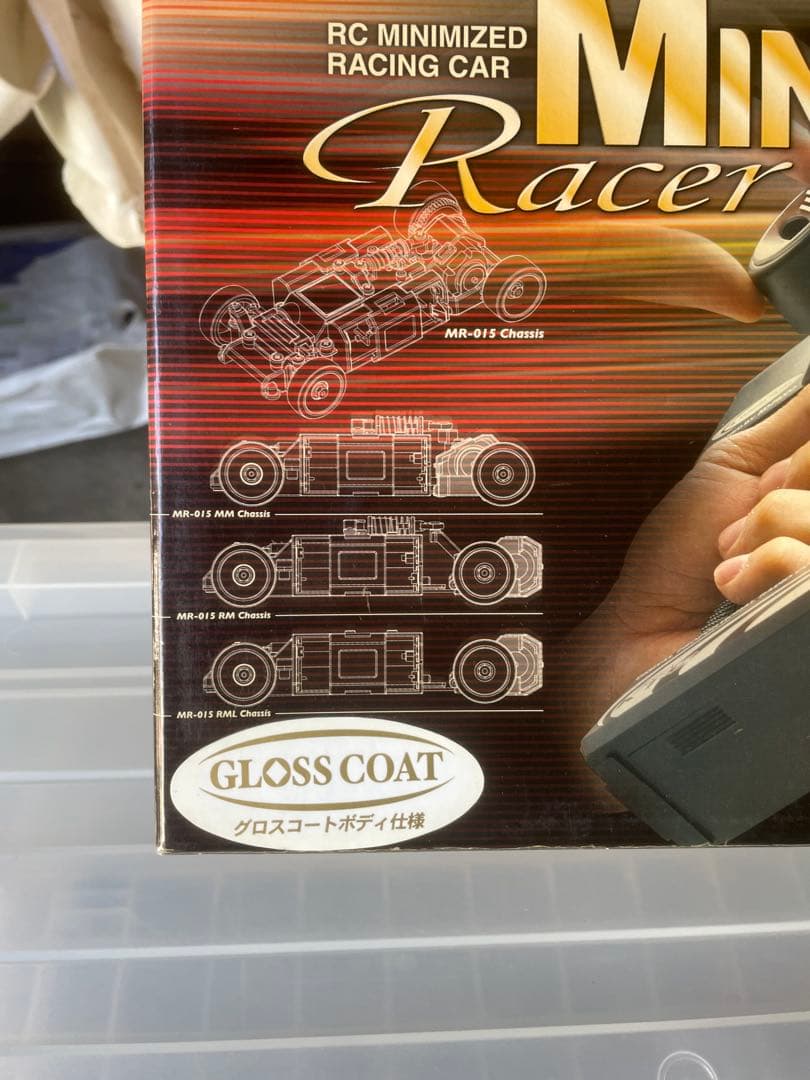 RC MINIMIZED
RACING CAR
MIN
Racer
MR-015 Chassis
MR-015 MM Chassis
MR-015 RM Chassis
MR-015 RML Chassis
GLOSS COAT
グロスコートボディ仕様